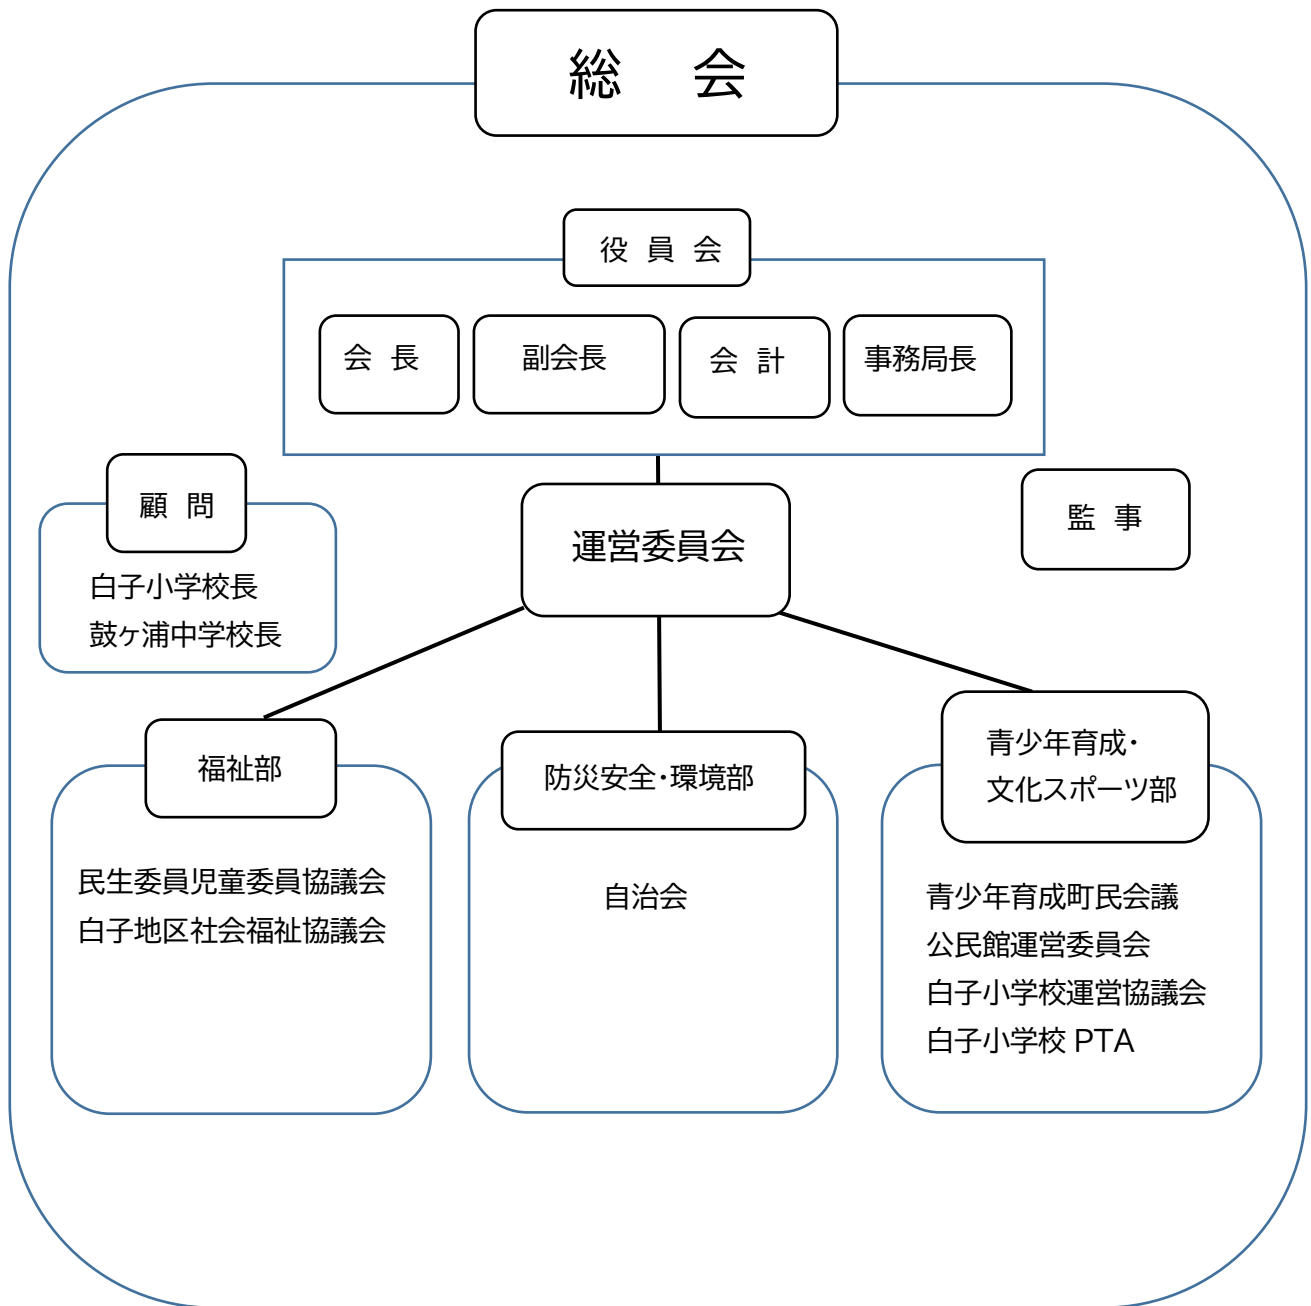 総 会
役 員 会
会 長
副会長
会 計
事務局長
顧 問
白子小学校長
鼓ヶ浦中学校長
運営委員会
監 事
福祉部
民生委員児童委員協議会
白子地区社会福祉協議会
防災安全・環境部
自治会
青少年育成・
文化スポーツ部
青少年育成町民会議
公民館運営委員会
白子小学校運営協議会
白子小学校 PTA